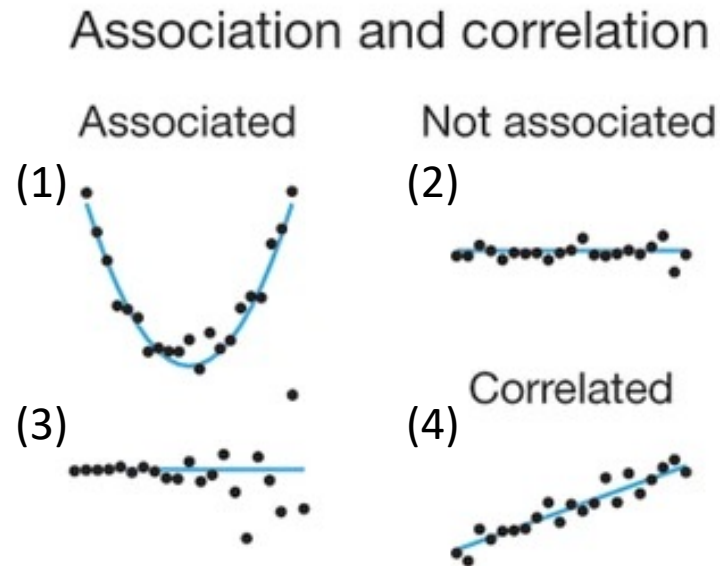 Association and correlation
Associated
Not associated
(1)
(2)
Correlated
(3)
(4)